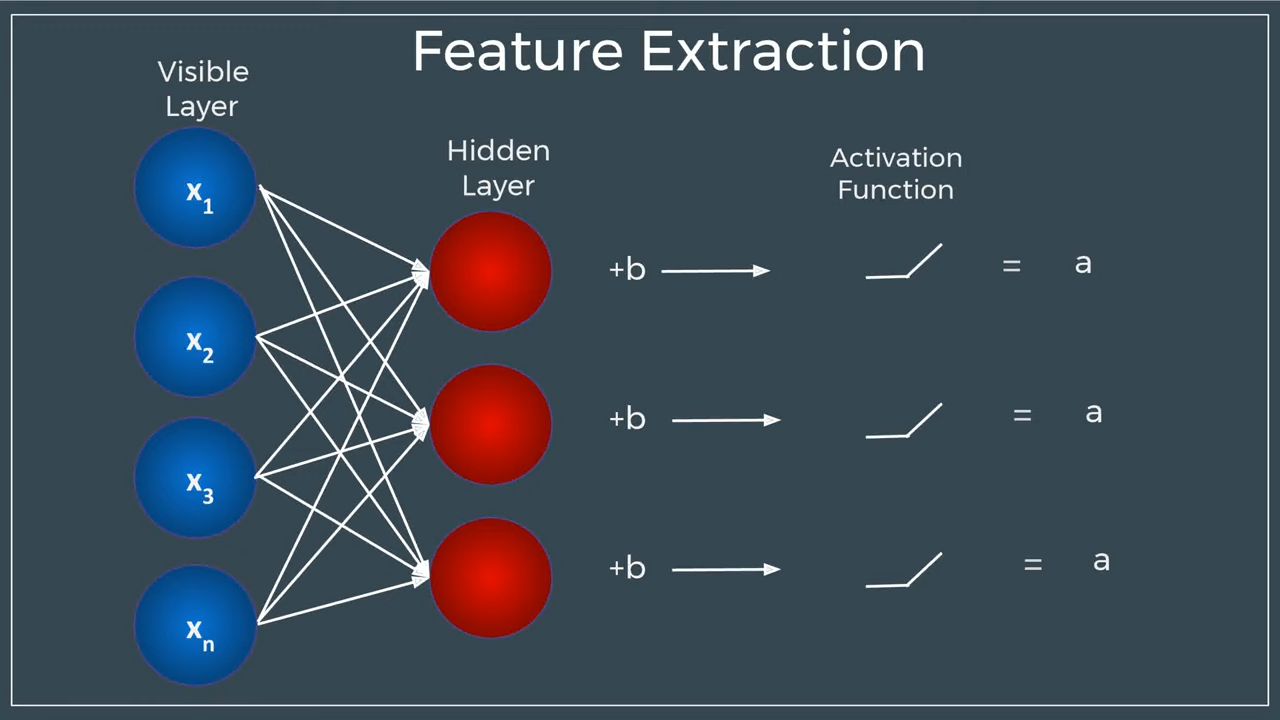 Feature Extraction
Visible
Layer
x1
x2
x3
xn
Hidden
Layer
Activation
Function
+b = a
+b = a
+b = a